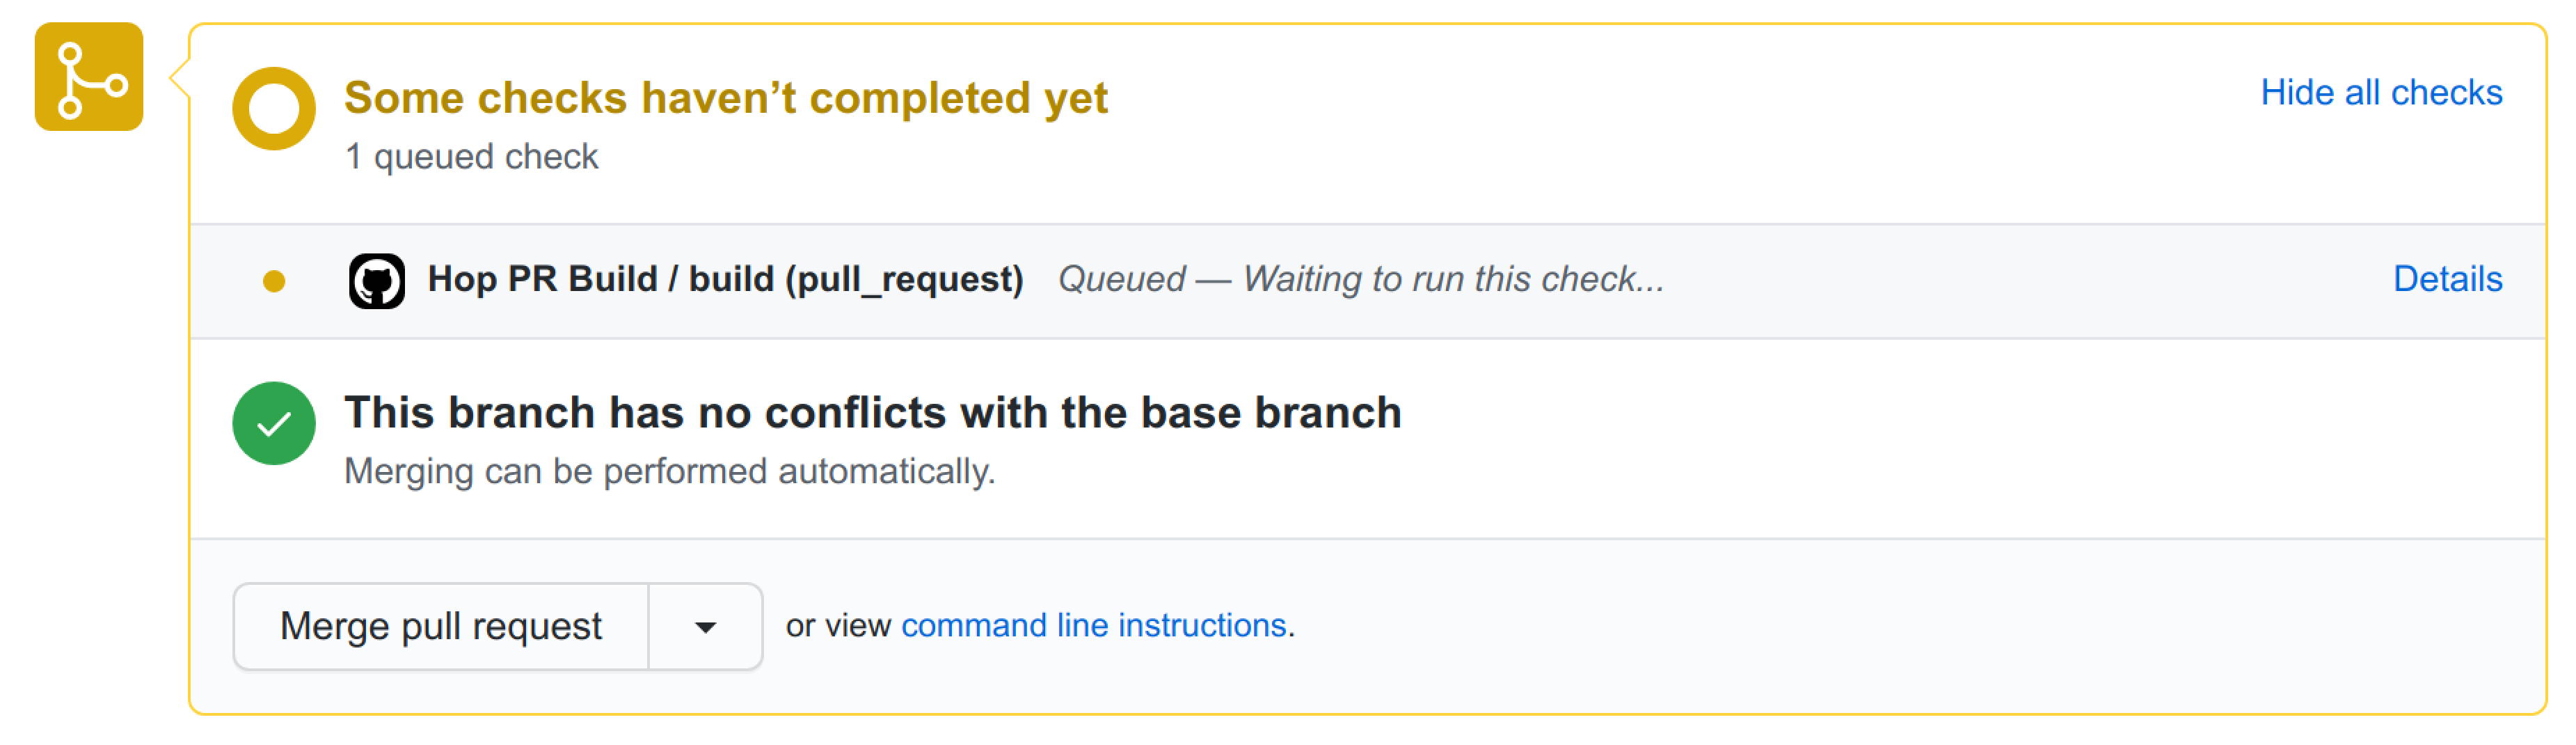 Some checks haven’t completed yet
Hide all checks
1 queued check
Hop PR Build / build (pull_request) Queued — Waiting to run this check...
Details
This branch has no conflicts with the base branch
Merging can be performed automatically.
Merge pull request
or view command line instructions.